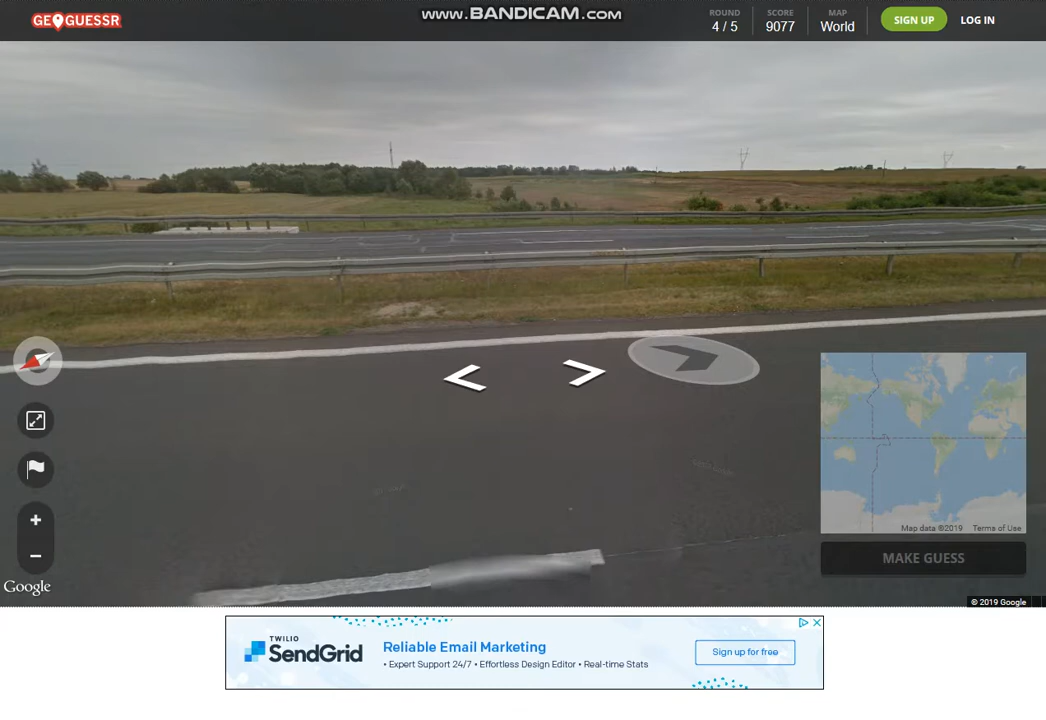 GEOGUESSR
www.BANDICAM.com
ROUND
4 / 5
SCORE
9077
MAP
World
SIGN UP
LOG IN
Map data ©2019 Terms of Use
MAKE GUESS
Google
© 2019 Google
TWILIO
SendGrid
Reliable Email Marketing
• Expert Support 24/7 • Effortless Design Editor • Real-time Stats
Sign up for free